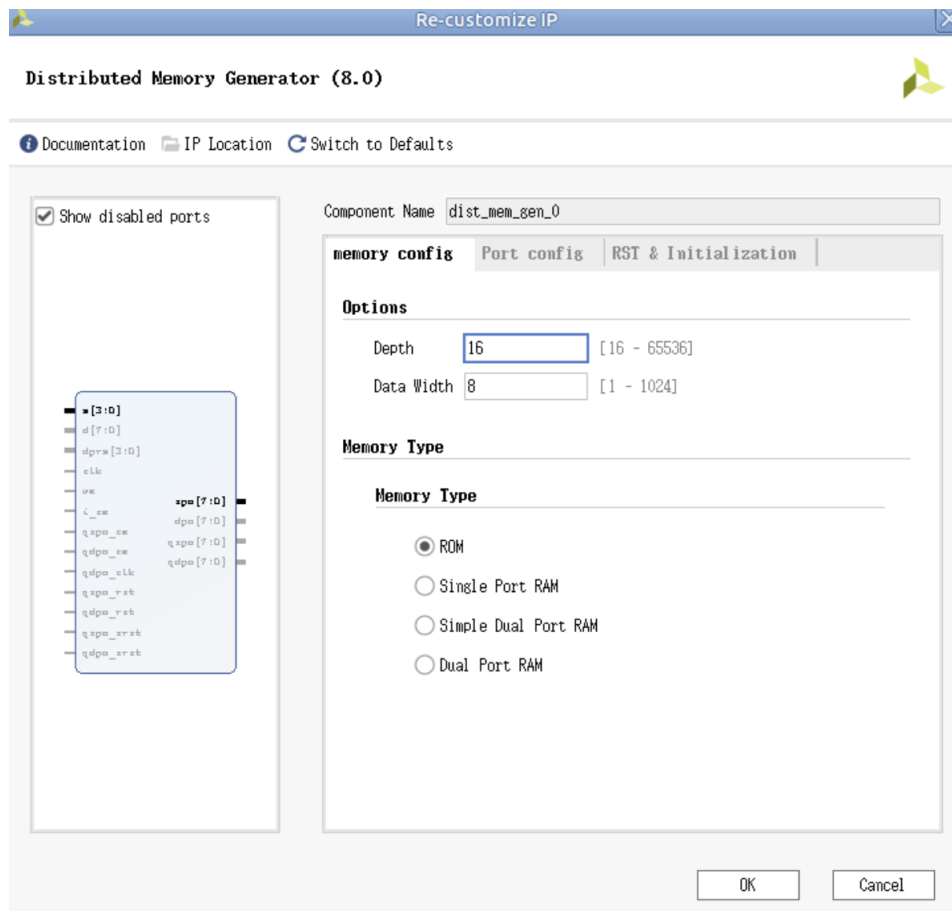 Re-customize IP
Distributed Memory Generator (8.0)
Documentation IP Location Switch to Defaults
Show disabled ports
a[3:0]
d[7:0]
dpra[3:0]
clk
we
i_ce
qspo_ce
qdpo_ce
qdpo_clk
qspo_rst
qdpo_rst
qspo_srst
qdpo_srst
spo[7:0]
dpo[7:0]
qspo[7:0]
qdpo[7:0]
Component Name dist_mem_gen_0
memory config Port config RST & Initialization
Options
Depth 16 [16 - 65536]
Data Width 8 [1 - 1024]
Memory Type
Memory Type
ROM
Single Port RAM
Simple Dual Port RAM
Dual Port RAM
OK Cancel